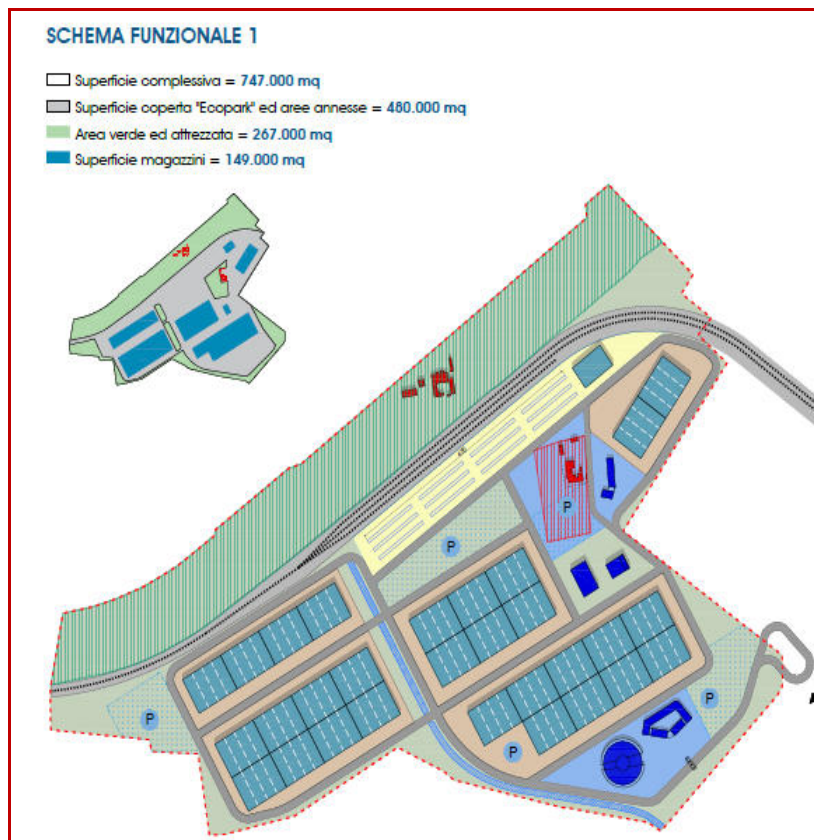 SCHEMA FUNZIONALE 1
Superficie complessiva = 747.000 mq
Superficie coperta "Ecopark" ed aree annesse = 480.000 mq
Area verde ed attrezzata = 267.000 mq
Superficie magazzini = 149.000 mq
P
P
P
P
P